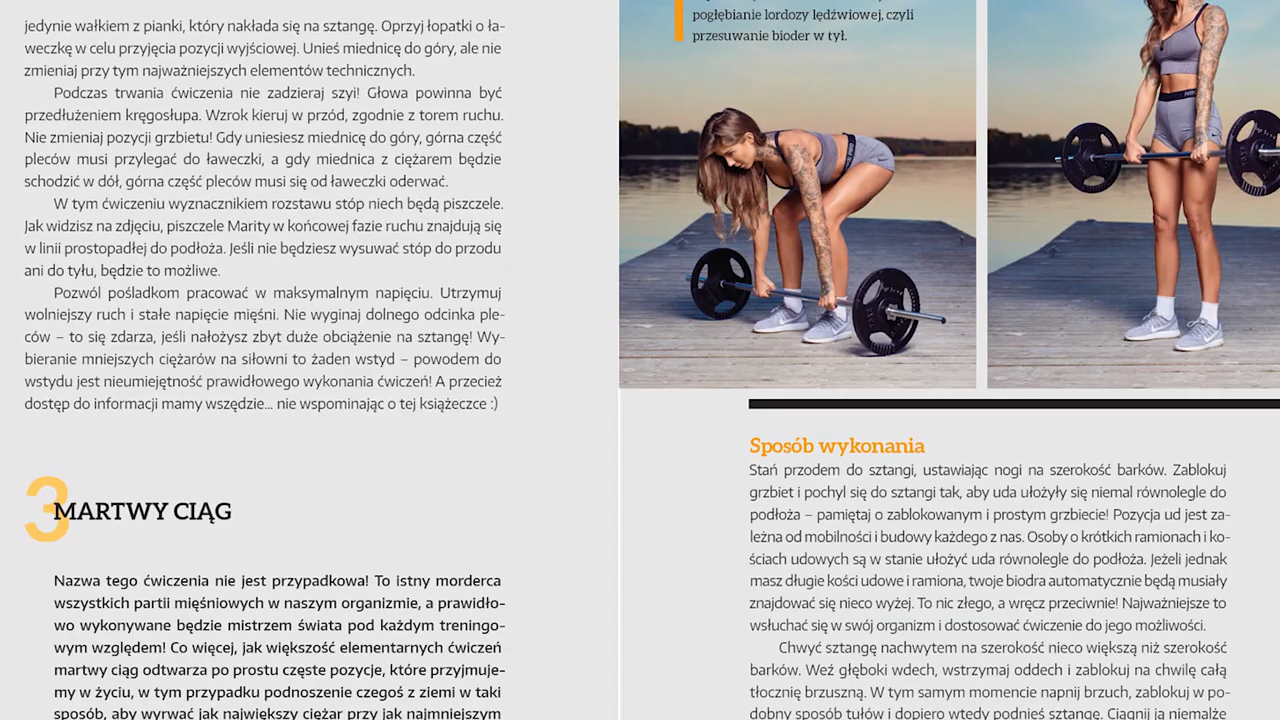 jedynie wałkiem z pianki, który nakłada się na sztangę. Oprzyj łopatki o ła-
weczkę w celu przyjęcia pozycji wyjściowej. Unieś miednicę do góry, ale nie
zmieniaj przy tym najważniejszych elementów technicznych.
Podczas trwania ćwiczenia nie zadzieraj szyi! Głowa powinna być
przedłużeniem kręgosłupa. Wzrok kieruj w przód, zgodnie z torem ruchu.
Nie zmieniaj pozycji grzbietu! Gdy uniesiesz miednicę do góry, górna część
pleców musi przylegać do ławeczki, a gdy miednica z ciężarem będzie
schodzić w dół, górna część pleców musi się od ławeczki oderwać.
W tym ćwiczeniu wyznacznikiem rozstawu stóp niech będą piszczele.
Jak widzisz na zdjęciu, piszczele Marity w końcowej fazie ruchu znajdują się
w linii prostopadłej do podłoża. Jeśli nie będziesz wysuwać stóp do przodu
ani do tyłu, będzie to możliwe.
Pozwól pośladkom pracować w maksymalnym napięciu. Utrzymuj
wolniejszy ruch i stałe napięcie mięśni. Nie wyginaj dolnego odcinka ple-
ców – to się zdarza, jeśli nałożysz zbyt duże obciążenie na sztangę! Wy-
bieranie mniejszych ciężarów na siłowni to żaden wstyd – powodem do
wstydu jest nieumiejętność prawidłowego wykonania ćwiczeń! A przecież
dostęp do informacji mamy wszędzie... nie wspominając o tej książeczce :)
3 MARTWY CIĄG
Nazwa tego ćwiczenia nie jest przypadkowa! To istny morderca
wszystkich partii mięśniowych w naszym organizmie, a prawidło-
wo wykonywane będzie mistrzem świata pod każdym treningo-
wym względem! Co więcej, jak większość elementarnych ćwiczeń
martwy ciąg odtwarza po prostu częste pozycje, które przyjmuje-
my w życiu, w tym przypadku podnoszenie czegoś z ziemi w taki
sposób, aby wyrwać jak największy ciężar przy jak najmniejszym
pogłębianie lordozy lędźwiowej, czyli
przesuwanie bioder w tył.
Sposób wykonania
Stań przodem do sztangi, ustawiając nogi na szerokość barków. Zablokuj
grzbiet i pochyl się do sztangi tak, aby uda ułożyły się niemal równolegle do
podłoża – pamiętaj o zablokowanym i prostym grzbiecie! Pozycja ud jest za-
leżna od mobilności i budowy każdego z nas. Osoby o krótkich ramionach i ko-
ściach udowych są w stanie ułożyć uda równolegle do podłoża. Jeżeli jednak
masz długie kości udowe i ramiona, twoje biodra automatycznie będą musiały
znajdować się nieco wyżej. To nic złego, a wręcz przeciwnie! Najważniejsze to
wsłuchać się w swój organizm i dostosować ćwiczenie do jego możliwości.
Chwyć sztangę nachwytem na szerokość nieco większą niż szerokość
barków. Weź głęboki wdech, wstrzymaj oddech i zablokuj na chwilę całą
tłocznię brzuszną. W tym samym momencie napnij brzuch, zablokuj w po-
dobny sposób tułów i dopiero wtedy podnieś sztangę. Ciągnij ją niemalże